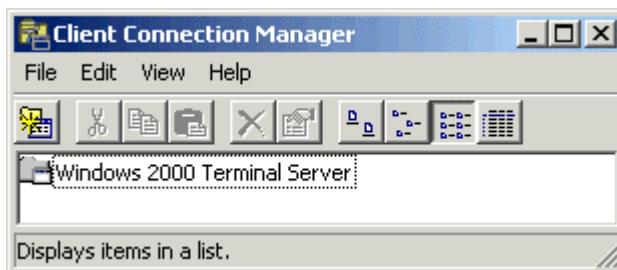 Client Connection Manager
File Edit View Help
Windows 2000 Terminal Server
Displays items in a list.